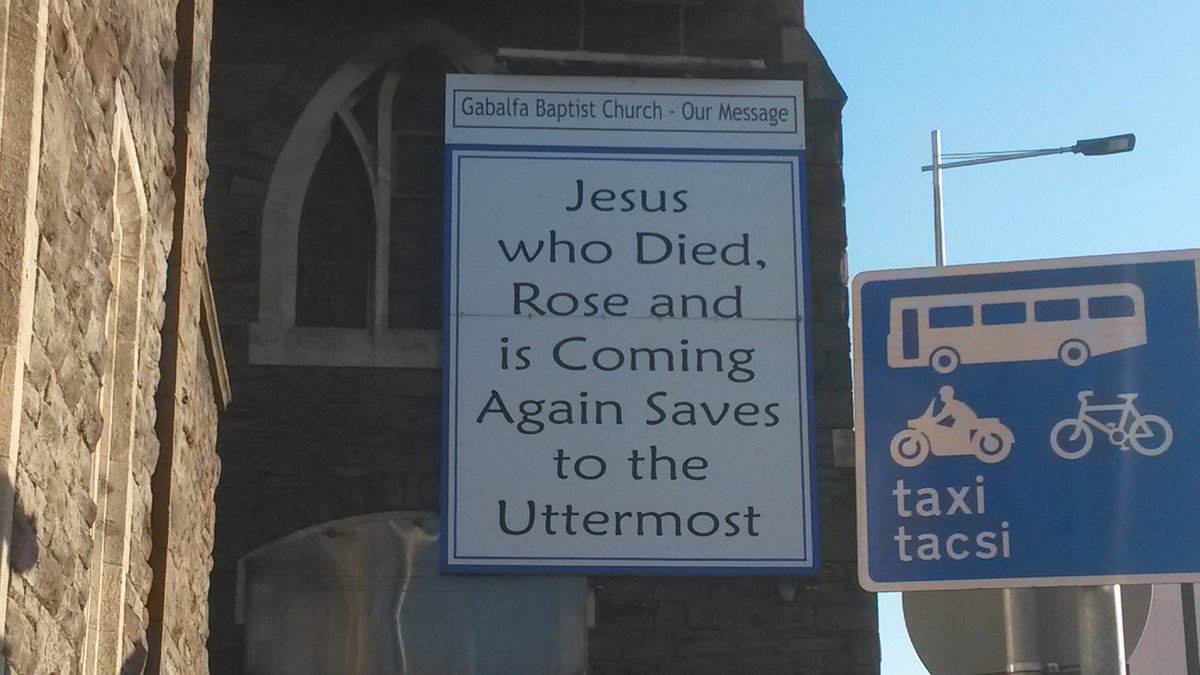 Gabalfa Baptist Church - Our Message
Jesus
who Died,
Rose and
is Coming
Again Saves
to the
Uttermost
taxi
tacsi